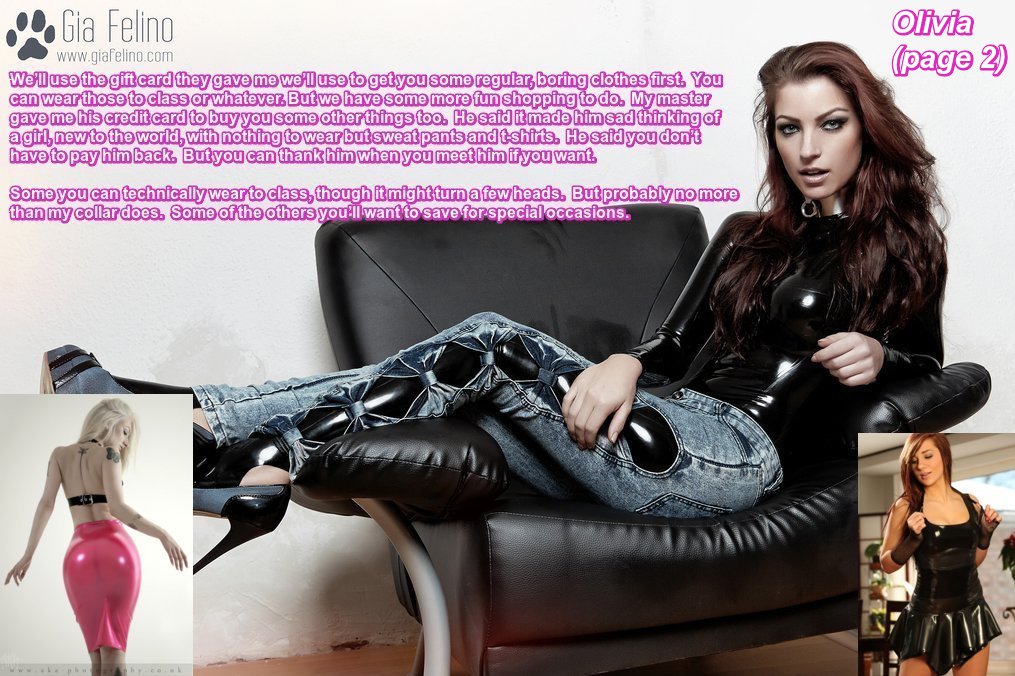 Gia Felino
www.giafelino.com
Olivia
(page 2)
We'll use the gift card they gave me we'll use to get you some regular, boring clothes first. You
can wear those to class or whatever. But we have some more fun shopping to do. My master
gave me his credit card to buy you some other things too. He said it made him sad thinking of
a girl, new to the world, with nothing to wear but sweat pants and t-shirts. He said you don't
have to pay him back. But you can thank him when you meet him if you want.
Some you can technically wear to class, though it might turn a few heads. But probably no more
than my collar does. Some of the others you'll want to save for special occasions.
www.aka-photography.co.uk